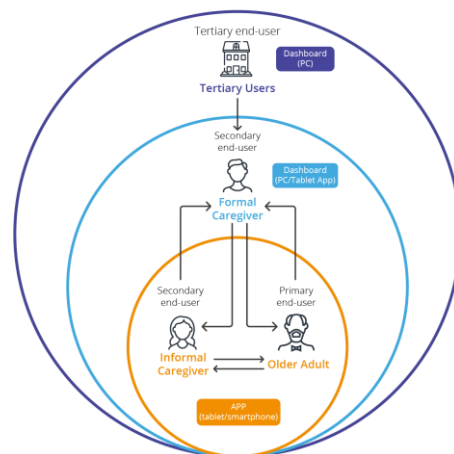 Tertiary end-user
Dashboard
(PC)
Tertiary Users
Secondary
end-user
Dashboard
(PC/Tablet App)
Formal
Caregiver
Secondary
end-user
Primary
end-user
Informal
Caregiver
Older Adult
APP
(tablet/smartphone)